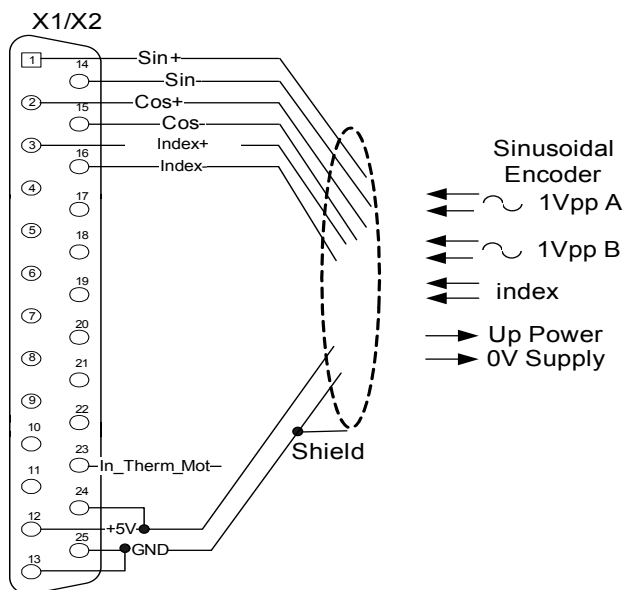 X1/X2
1
14
Sin+
Sin-
2
Cos+
15
Cos-
3
Index+
16
Index-
4
17
5
18
6
19
7
20
8
21
9
22
10
23
In_Therm_Mot
11
24
12
+5V
25
GND
13
Shield
Sinusoidal
Encoder
1Vpp A
1Vpp B
index
Up Power
0V Supply